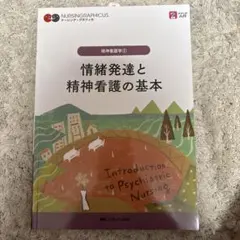 NURSINGRAPHICUS
ナーシング・グラフィカ
精神看護学①
情緒発達と
精神看護の基本
Introduction
to Psychiatric
Nursing